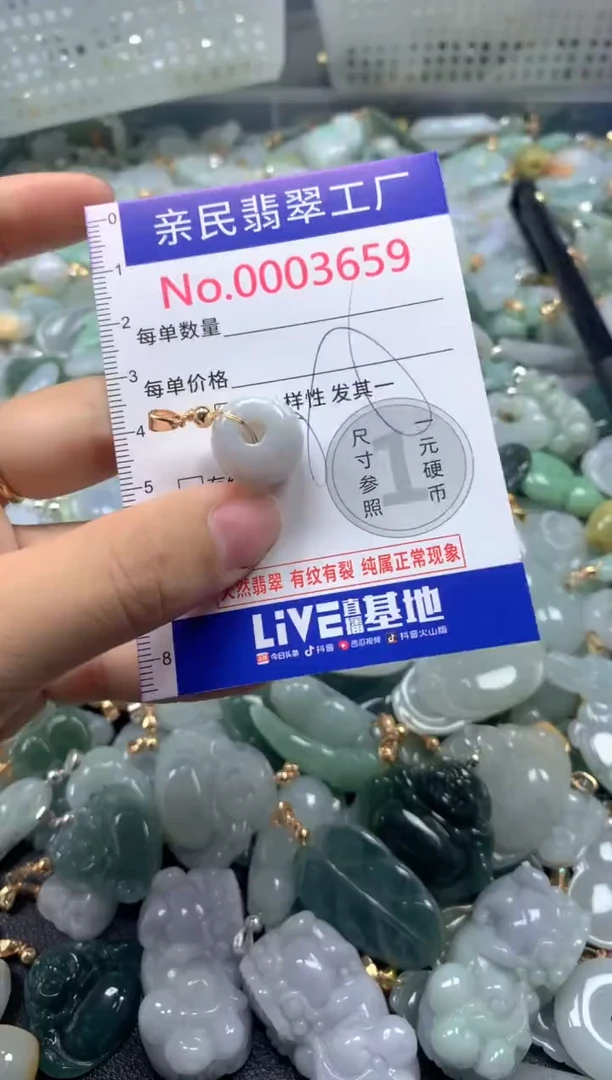 0
亲民翡翠工厂
1
No.0003659
2
每单数量
3
每单价格
样性 发其一
4
尺寸参照
1
一元硬币
5
天然翡翠 有纹有裂 纯属正常现象
LiVE直播基地
8
今日头条 抖音 西瓜视频 抖音火山版